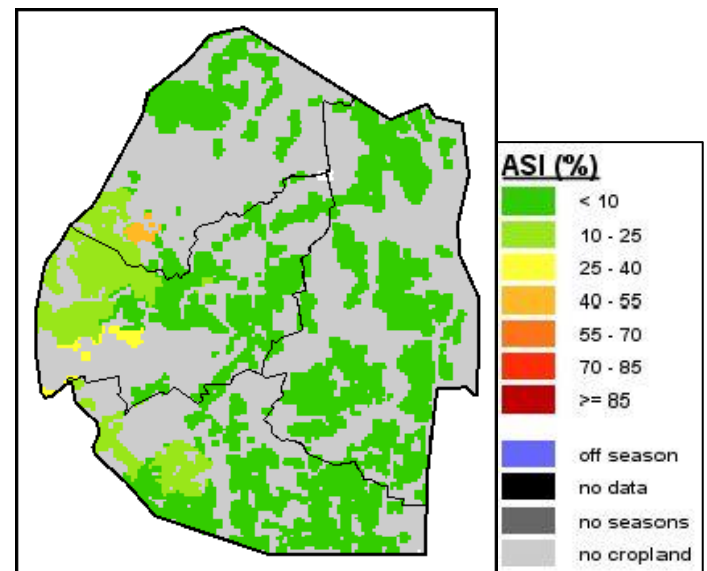 ASI (%)
< 10
10 - 25
25 - 40
40 - 55
55 - 70
70 - 85
>= 85
off season
no data
no seasons
no cropland